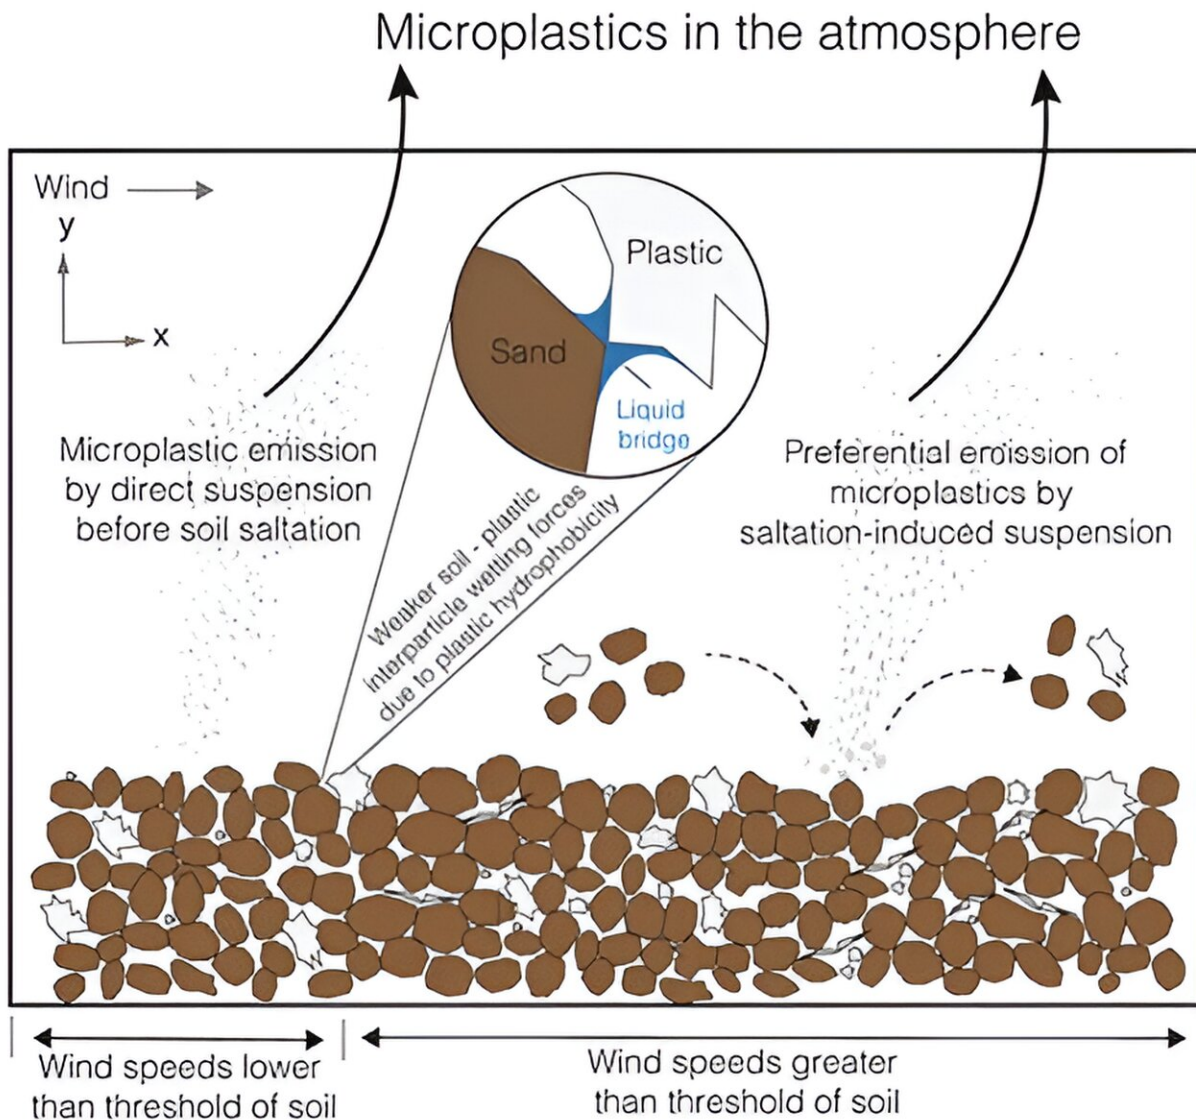 Microplastics in the atmosphere
Wind
y
x
Plastic
Sand
Liquid
bridge
Microplastic emission
by direct suspension
before soil saltation
Preferential eroission of
microplastics by
saltation-induced suspension
Weaker soil - plastic
interparticle wetting forces
due to plastic hydrophobicity
Wind speeds lower
than threshold of soil
Wind speeds greater
than threshold of soil